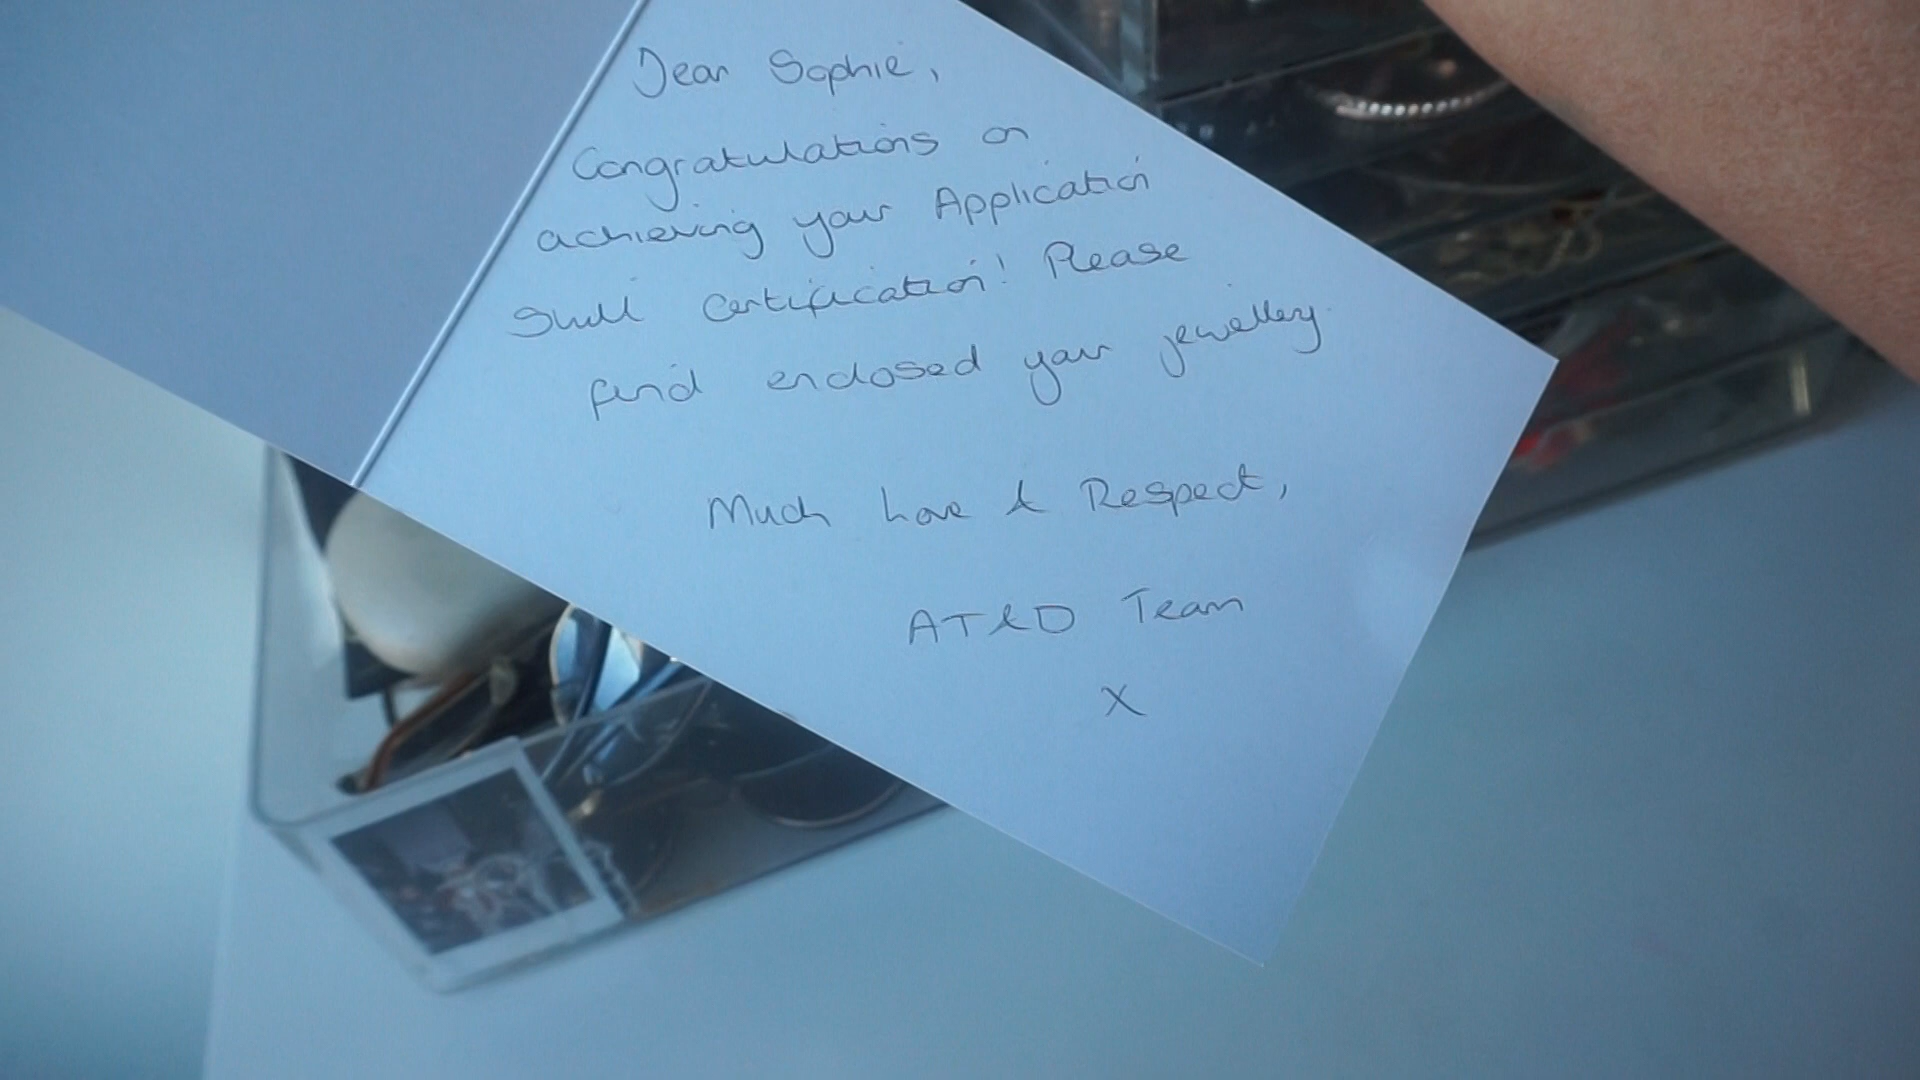 Dear Sophie,
Congratulations on
achieving your Application
Skill Certification! Please
find enclosed your jewellery.
Much Love & Respect,
AT&D Team
X